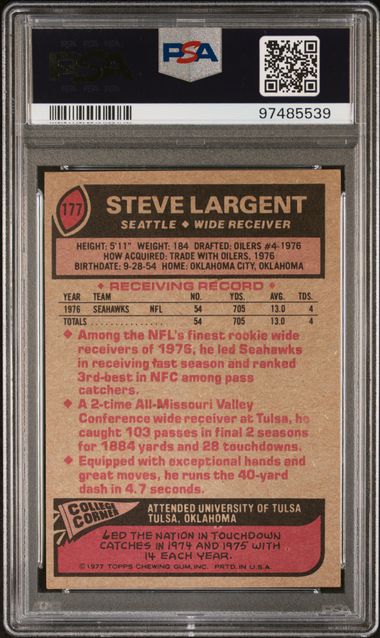 PSA
PSA
97485539
177
STEVE LARGENT
SEATTLE ◆ WIDE RECEIVER
HEIGHT: 5'11" WEIGHT: 184 DRAFTED: OILERS #4-1976
HOW ACQUIRED: TRADE WITH OILERS, 1976
BIRTHDATE: 9-28-54 HOME: OKLAHOMA CITY, OKLAHOMA
◆ RECEIVING RECORD ◆
YEAR TEAM NO. YDS. AVG. TDS.
1976 SEAHAWKS NFL 54 705 13.0 4
TOTALS ............... 54 705 13.0 4
◆ Among the NFL's finest rookie wide
receivers of 1976, he led Seahawks
in receiving last season and ranked
3rd-best in NFC among pass
catchers.
◆ A 2-time All-Missouri Valley
Conference wide receiver at Tulsa, he
caught 103 passes in final 2 seasons
for 1884 yards and 28 touchdowns.
◆ Equipped with exceptional hands and
great moves, he runs the 40-yard
dash in 4.7 seconds.
COLLEGE
CORNER
ATTENDED UNIVERSITY OF TULSA
TULSA, OKLAHOMA
LED THE NATION IN TOUCHDOWN
CATCHES IN 1974 AND 1975 WITH
14 EACH YEAR.
© 1977 TOPPS CHEWING GUM, INC. PRTD. IN U.S.A